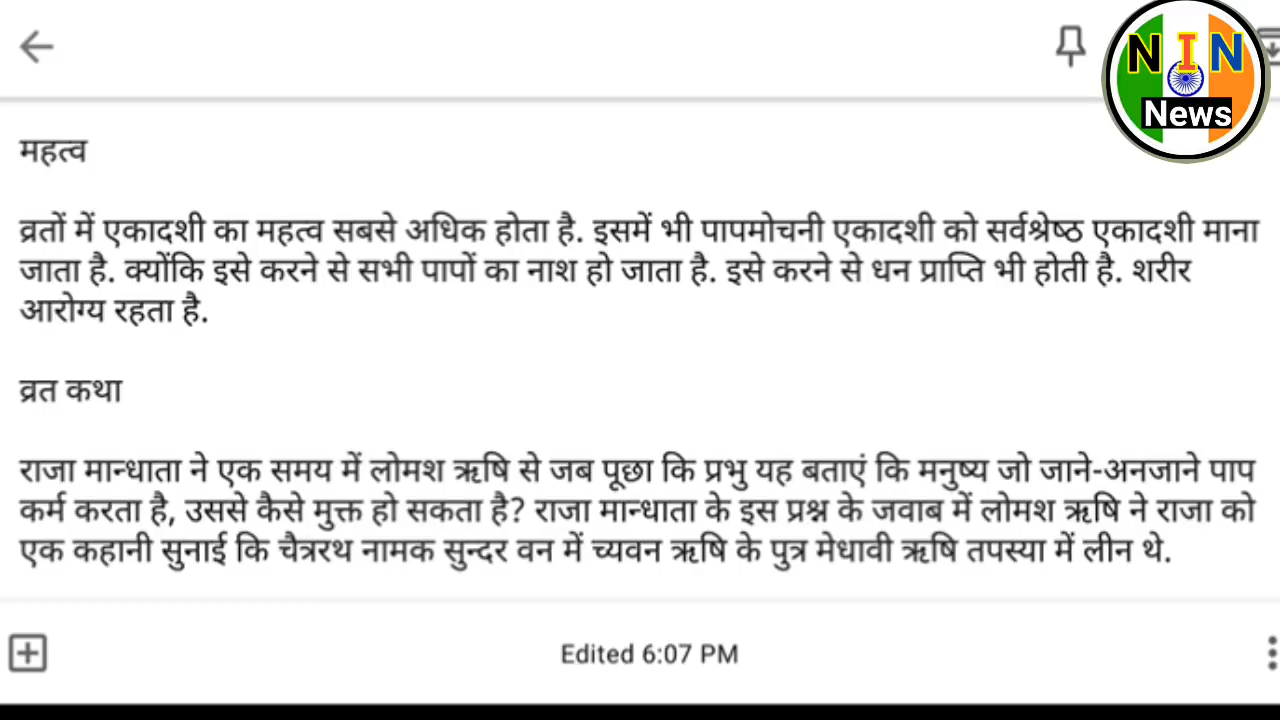 NIN
News
महत्व
व्रतों में एकादशी का महत्व सबसे अधिक होता है. इसमें भी पापमोचनी एकादशी को सर्वश्रेष्ठ एकादशी माना
जाता है. क्योंकि इसे करने से सभी पापों का नाश हो जाता है. इसे करने से धन प्राप्ति भी होती है. शरीर
आरोग्य रहता है.
व्रत कथा
राजा मान्धाता ने एक समय में लोमश ऋषि से जब पूछा कि प्रभु यह बताएं कि मनुष्य जो जाने-अनजाने पाप
कर्म करता है, उससे कैसे मुक्त हो सकता है? राजा मान्धाता के इस प्रश्न के जवाब में लोमश ऋषि ने राजा को
एक कहानी सुनाई कि चैत्ररथ नामक सुन्दर वन में च्यवन ऋषि के पुत्र मेधावी ऋषि तपस्या में लीन थे.
Edited 6:07 PM